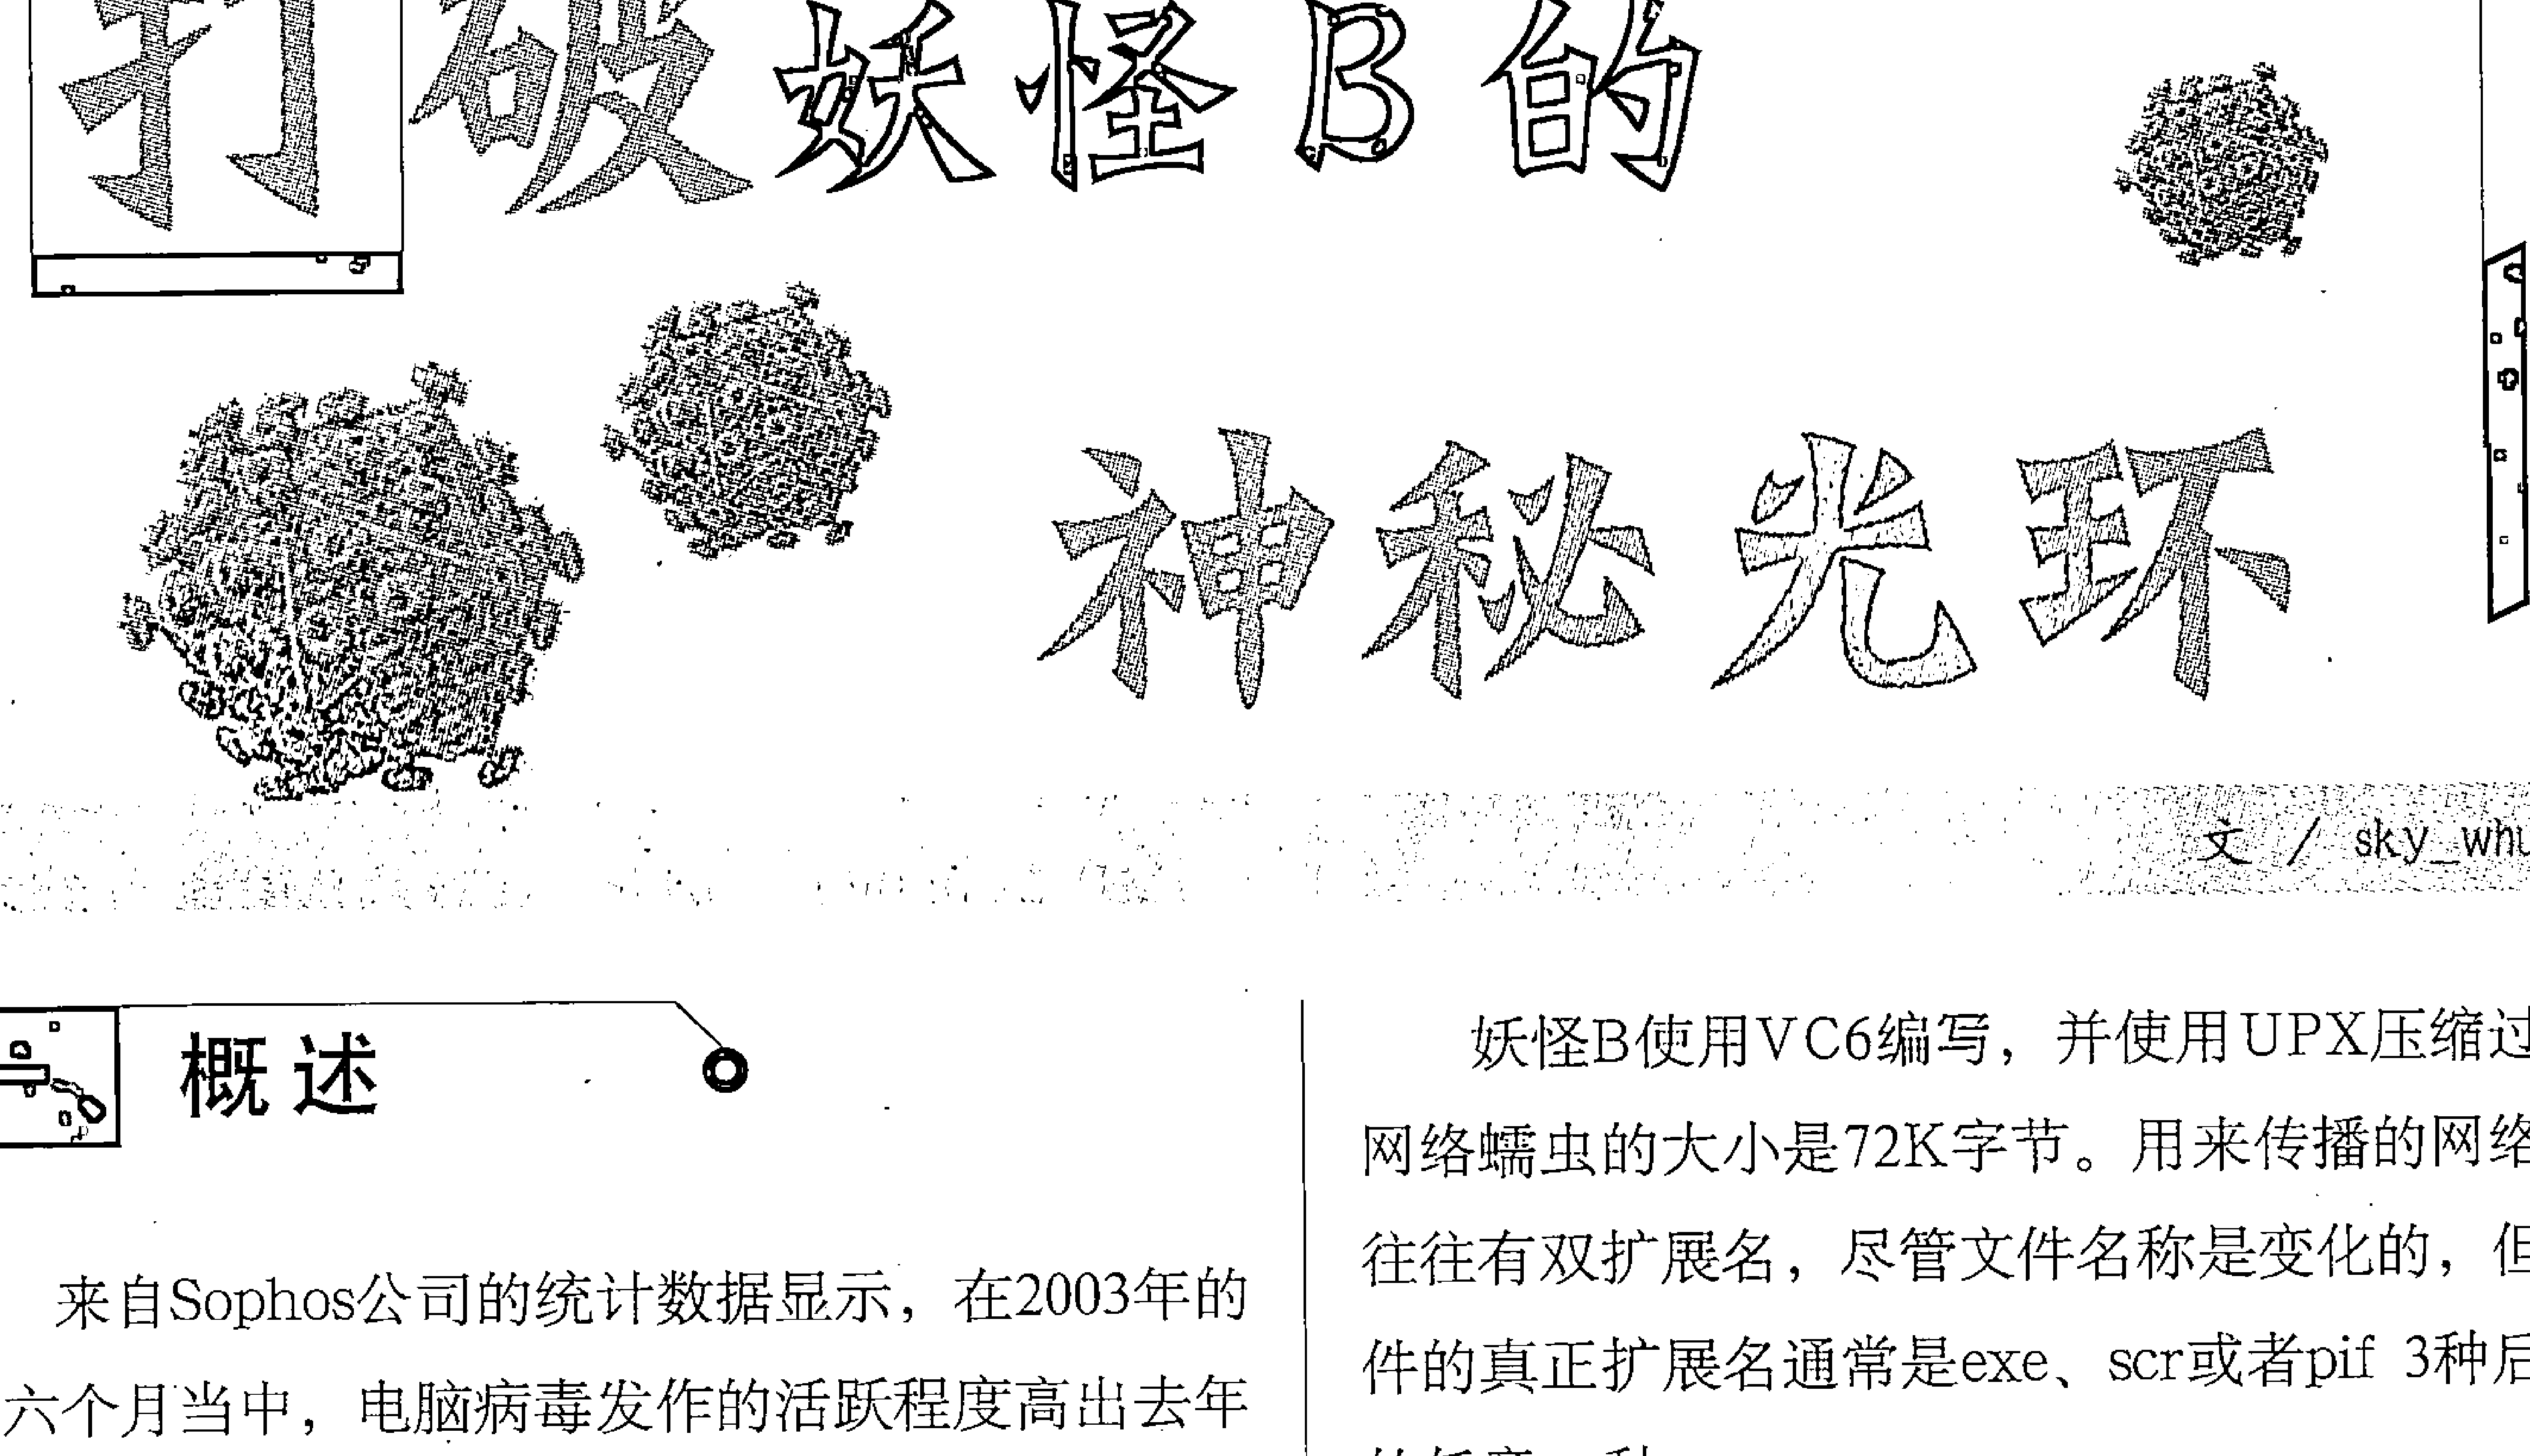 打破妖怪B的
神秘光环
文 / sky_whu
概述
来自Sophos公司的统计数据显示，在2003年的
六个月当中，电脑病毒发作的活跃程度高出去年
妖怪B使用VC6编写，并使用UPX压缩过
网络蠕虫的大小是72K字节。用来传播的网络
往往有双扩展名，尽管文件名称是变化的，但
件的真正扩展名通常是exe、scr或者pif 3种后